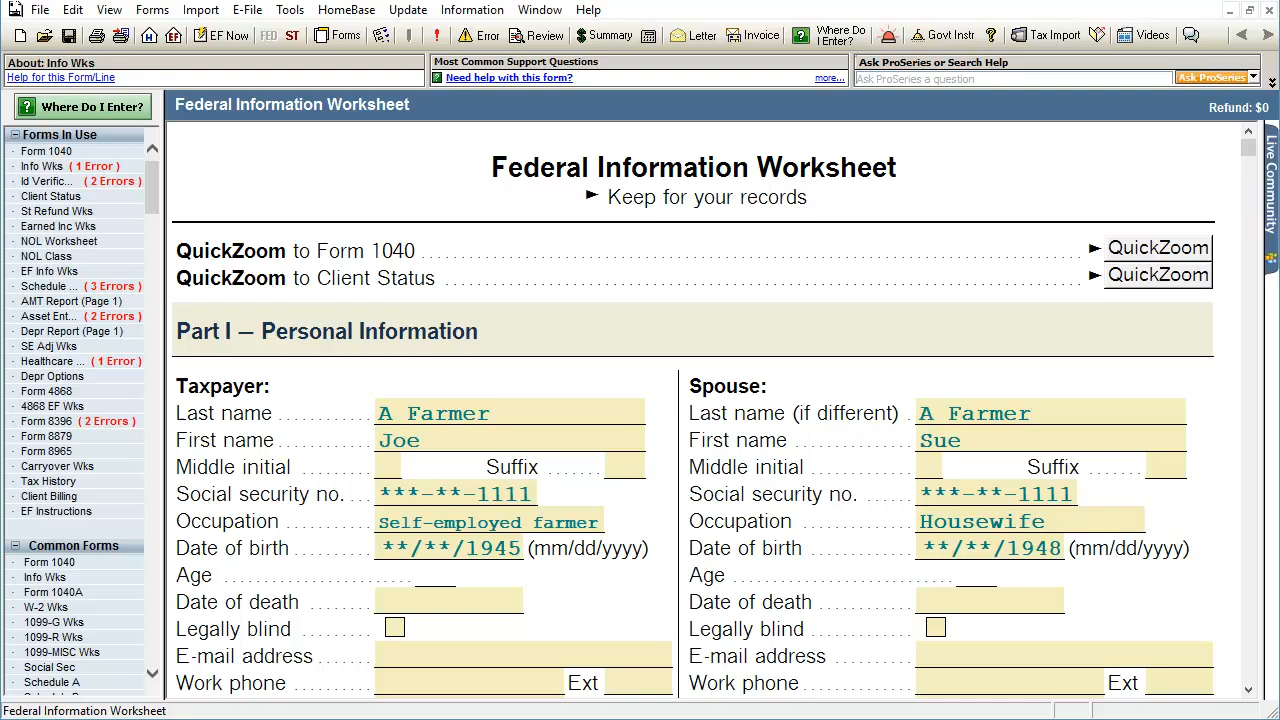 File Edit View Forms Import E-File Tools HomeBase Update Information Window Help
EF Now FED ST Forms Error Review Summary Letter Invoice Where Do I Enter? Govt Instr Tax Import Videos
About: Info Wks
Help for this Form/Line
Most Common Support Questions
Need help with this form? more...
Ask ProSeries or Search Help
Ask ProSeries a question Ask ProSeries
Where Do I Enter?
Federal Information Worksheet
Refund: $0
Forms In Use
Form 1040
Info Wks ( 1 Error )
Id Verific... ( 2 Errors )
Client Status
St Refund Wks
Earned Inc Wks
NOL Worksheet
NOL Class
EF Info Wks
Schedule ... ( 3 Errors )
AMT Report (Page 1)
Asset Ent... ( 2 Errors )
Depr Report (Page 1)
SE Adj Wks
Healthcare ... ( 1 Error )
Depr Options
Form 4868
4868 EF Wks
Form 8396 ( 2 Errors )
Form 8879
Form 8965
Carryover Wks
Tax History
Client Billing
EF Instructions
Common Forms
Form 1040
Info Wks
Form 1040A
W-2 Wks
1099-G Wks
1099-R Wks
1099-MISC Wks
Social Sec
Schedule A
Federal Information Worksheet
Keep for your records
QuickZoom to Form 1040 QuickZoom
QuickZoom to Client Status QuickZoom
Part I — Personal Information
Taxpayer:
Last name A Farmer
First name Joe
Middle initial Suffix
Social security no. ***-**-1111
Occupation Self-employed farmer
Date of birth **/**/1945 (mm/dd/yyyy)
Age
Date of death
Legally blind
E-mail address
Work phone Ext
Spouse:
Last name (if different) A Farmer
First name Sue
Middle initial Suffix
Social security no. ***-**-1111
Occupation Housewife
Date of birth **/**/1948 (mm/dd/yyyy)
Age
Date of death
Legally blind
E-mail address
Work phone Ext
Live Community
Federal Information Worksheet